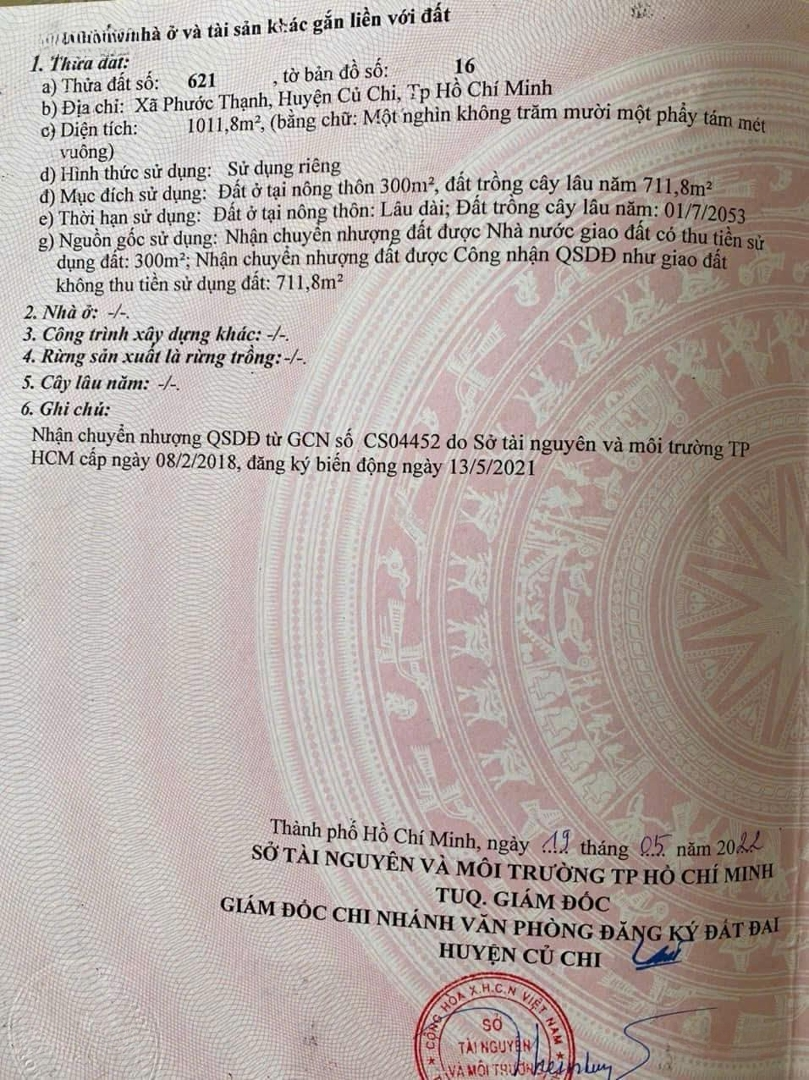 nhà ở và tài sản khác gắn liền với đất
1. Thửa đất:
a) Thửa đất số: 621 , tờ bản đồ số: 16
b) Địa chỉ: Xã Phước Thạnh, Huyện Củ Chi, Tp Hồ Chí Minh
c) Diện tích: 1011,8m², (bằng chữ: Một nghìn không trăm mười một phẩy tám mét
vuông)
d) Hình thức sử dụng: Sử dụng riêng
đ) Mục đích sử dụng: Đất ở tại nông thôn 300m², đất trồng cây lâu năm 711,8m²
e) Thời hạn sử dụng: Đất ở tại nông thôn: Lâu dài; Đất trồng cây lâu năm: 01/7/2053
g) Nguồn gốc sử dụng: Nhận chuyển nhượng đất được Nhà nước giao đất có thu tiền sử
dụng đất: 300m²; Nhận chuyển nhượng đất được Công nhận QSDĐ như giao đất
không thu tiền sử dụng đất: 711,8m²
2. Nhà ở: -/-.
3. Công trình xây dựng khác: -/-.
4. Rừng sản xuất là rừng trồng: -/-.
5. Cây lâu năm: -/-.
6. Ghi chú:
Nhận chuyển nhượng QSDĐ từ GCN số CS04452 do Sở tài nguyên và môi trường TP
HCM cấp ngày 08/2/2018, đăng ký biến động ngày 13/5/2021
Thành phố Hồ Chí Minh, ngày 19 tháng 05 năm 2022
SỞ TÀI NGUYÊN VÀ MÔI TRƯỜNG TP HỒ CHÍ MINH
TUQ. GIÁM ĐỐC
GIÁM ĐỐC CHI NHÁNH VĂN PHÒNG ĐĂNG KÝ ĐẤT ĐAI
HUYỆN CỦ CHI
CỘNG HÒA X.H.C.N VIỆT NAM
SỞ
TÀI NGUYÊN
VÀ MÔI TRƯỜNG